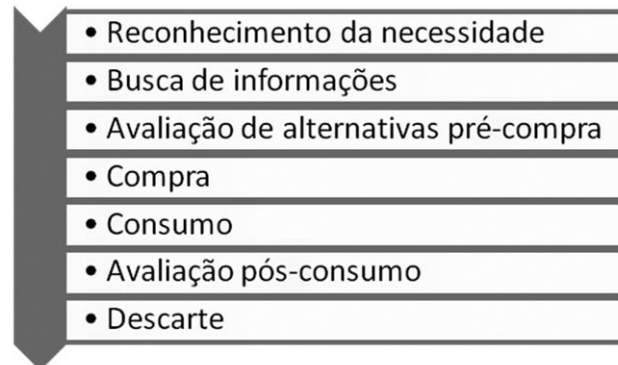 • Reconhecimento da necessidade
• Busca de informações
• Avaliação de alternativas pré-compra
• Compra
• Consumo
• Avaliação pós-consumo
• Descarte